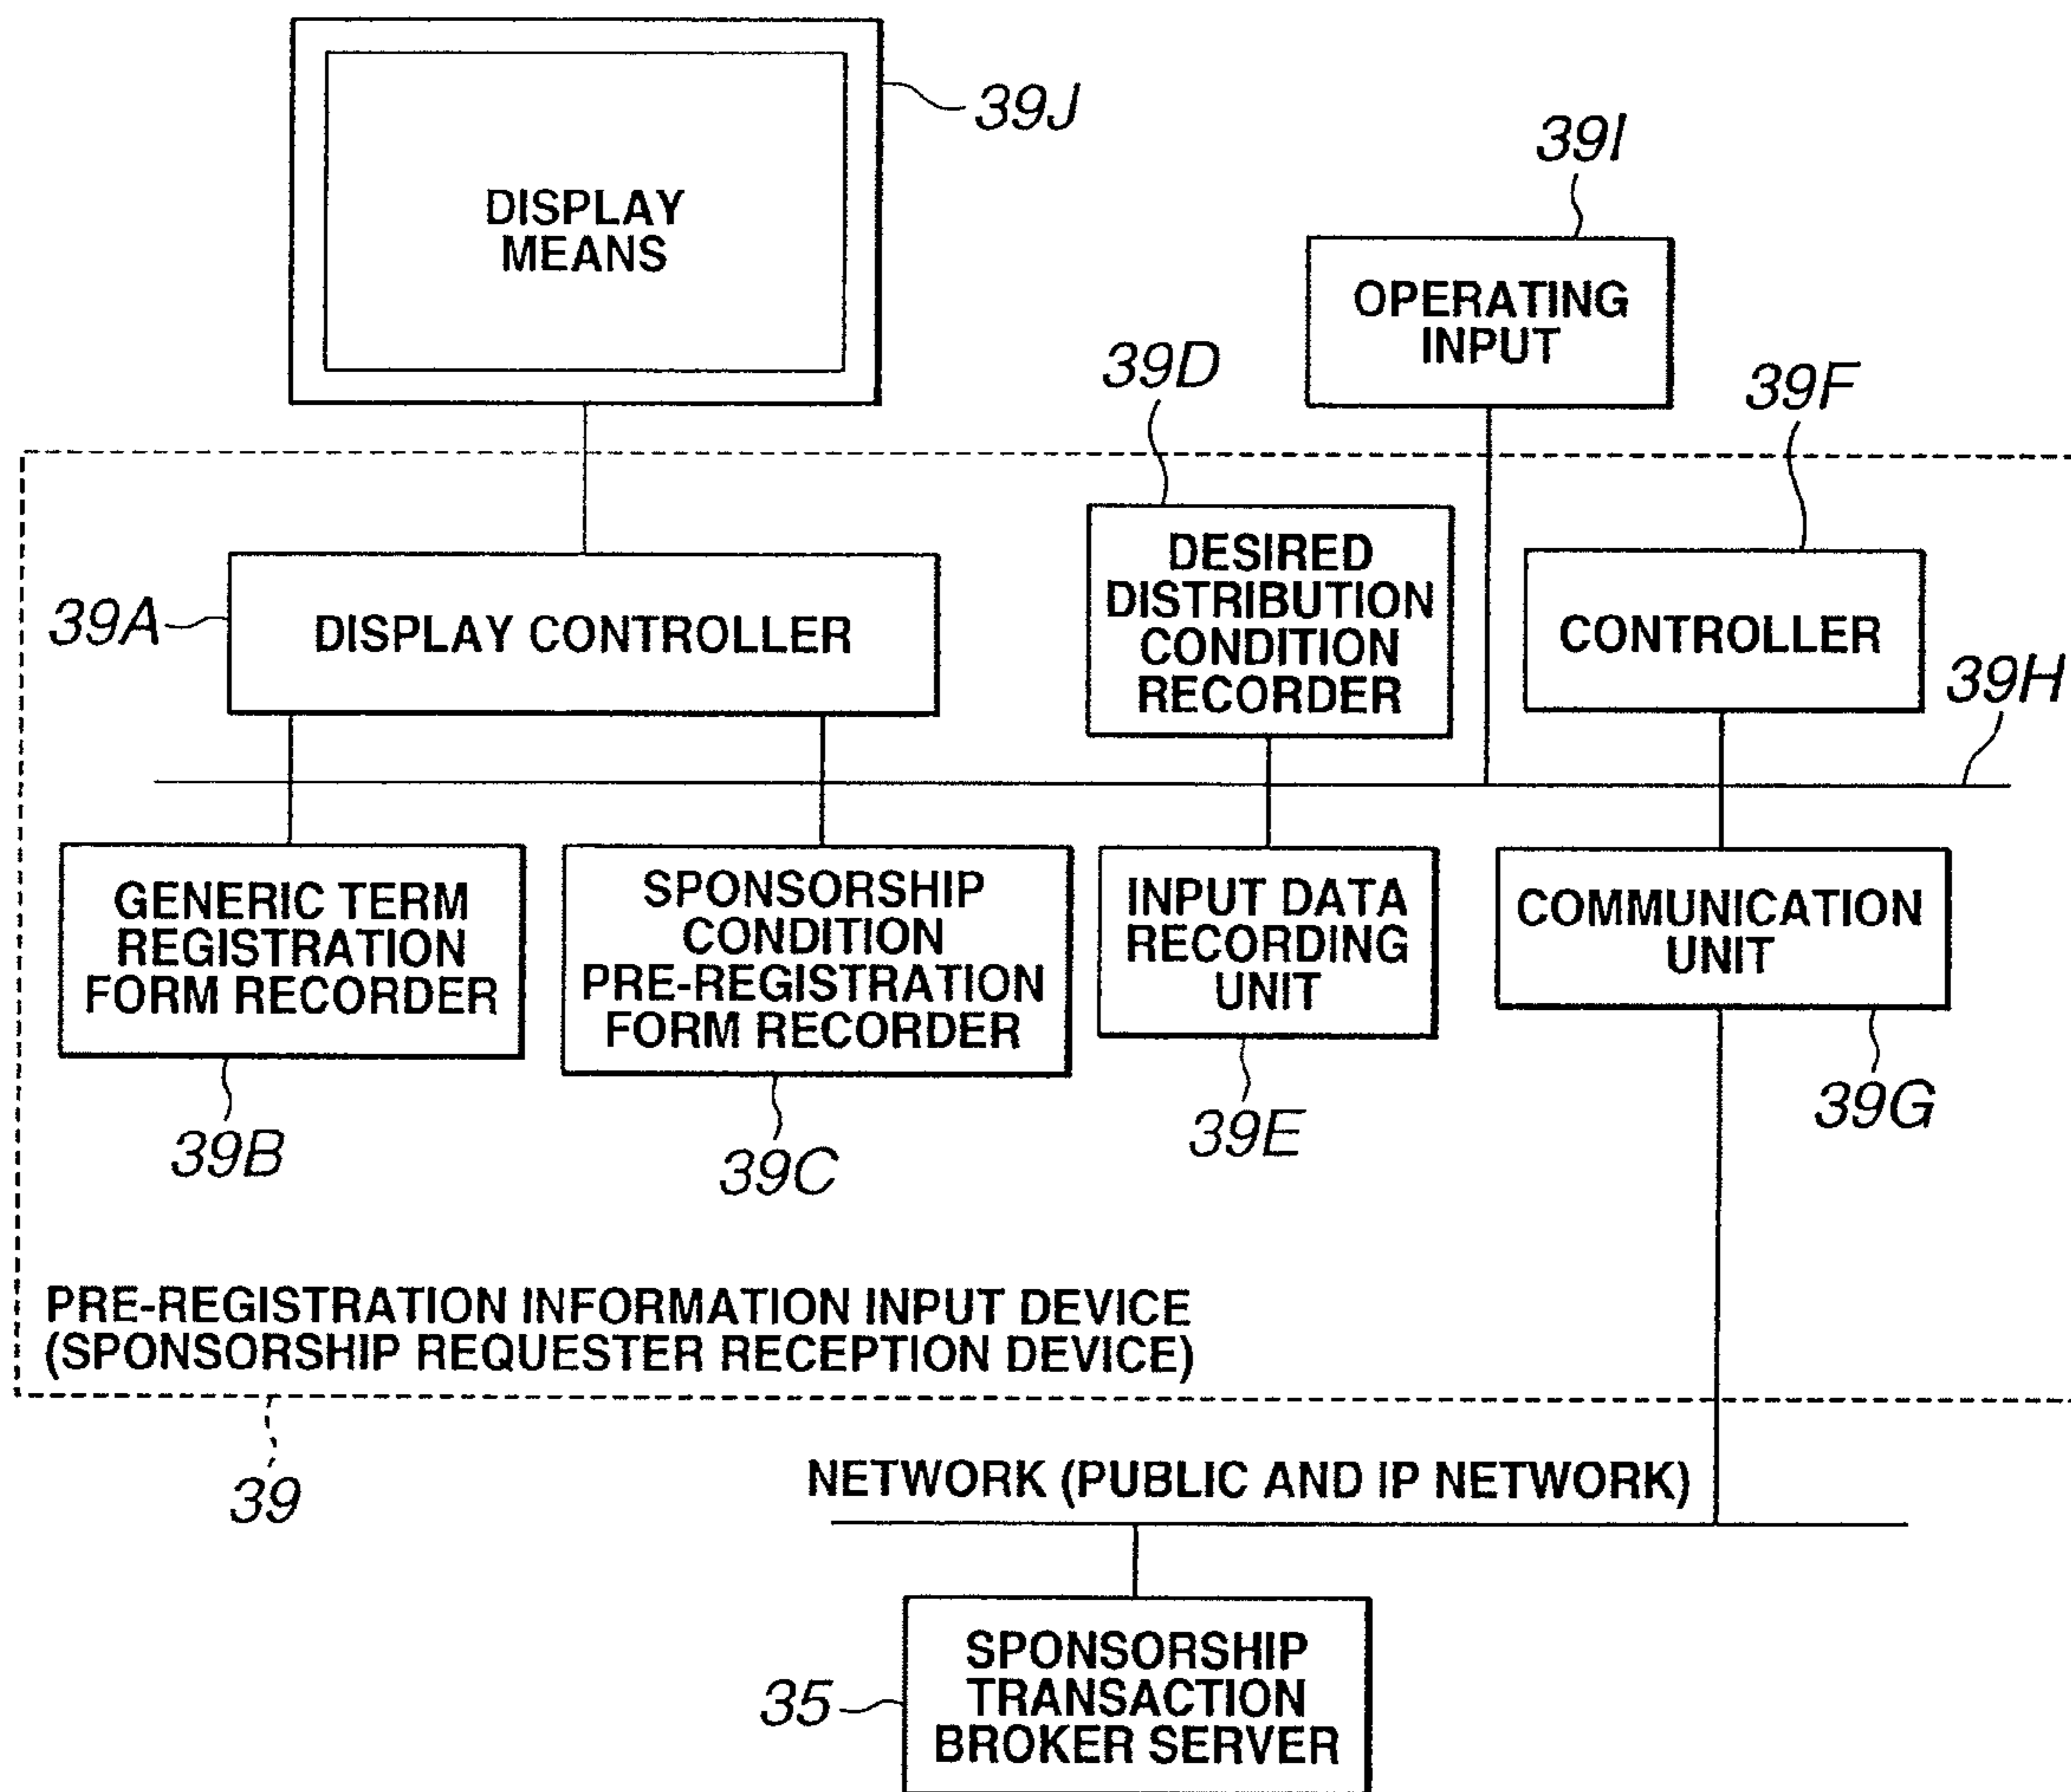 39J
DISPLAY
MEANS
39I
OPERATING
INPUT
39D
39F
DESIRED
DISTRIBUTION
CONDITION
RECORDER
39A
DISPLAY CONTROLLER
CONTROLLER
39H
GENERIC TERM
REGISTRATION
FORM RECORDER
SPONSORSHIP
CONDITION
PRE-REGISTRATION
FORM RECORDER
INPUT DATA
RECORDING
UNIT
COMMUNICATION
UNIT
39B
39C
39E
39G
PRE-REGISTRATION INFORMATION INPUT DEVICE
(SPONSORSHIP REQUESTER RECEPTION DEVICE)
39
NETWORK (PUBLIC AND IP NETWORK)
35
SPONSORSHIP
TRANSACTION
BROKER SERVER